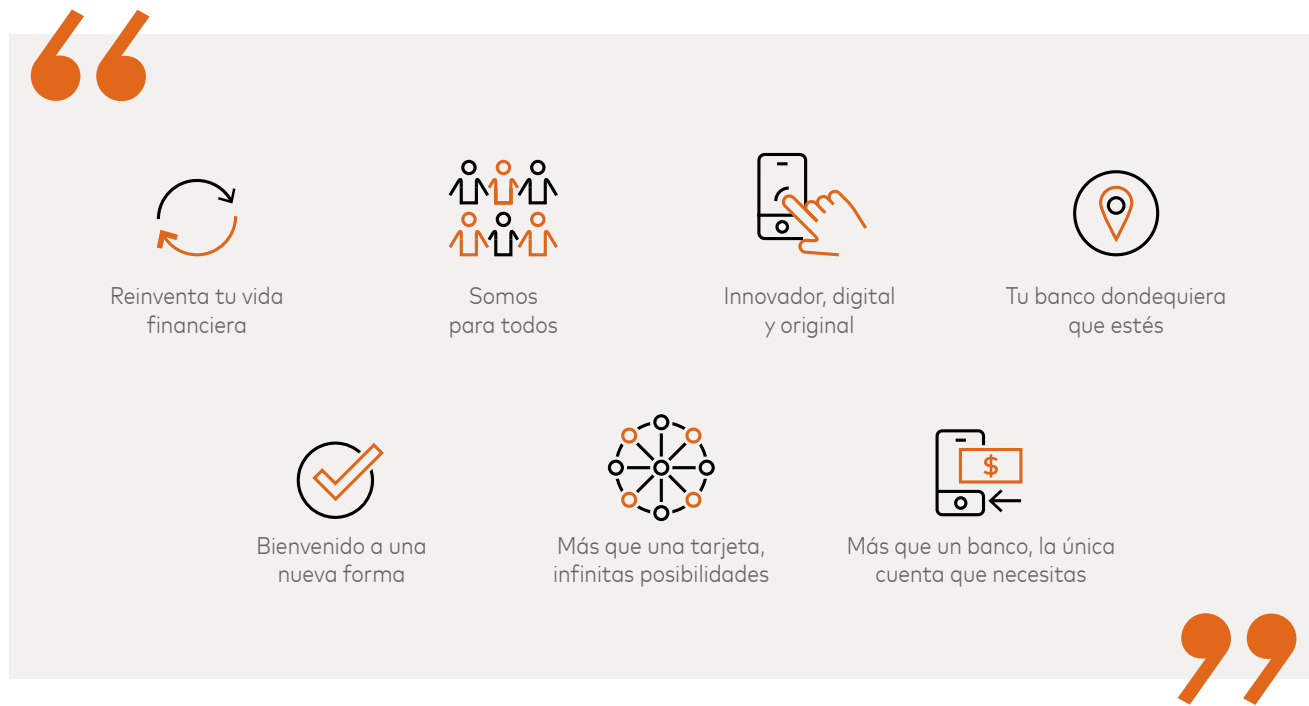 Reinventa tu vida
financiera
Somos
para todos
Innovador, digital
y original
Tu banco dondequiera
que estés
Bienvenido a una
nueva forma
Más que una tarjeta,
infinitas posibilidades
$
Más que un banco, la única
cuenta que necesitas